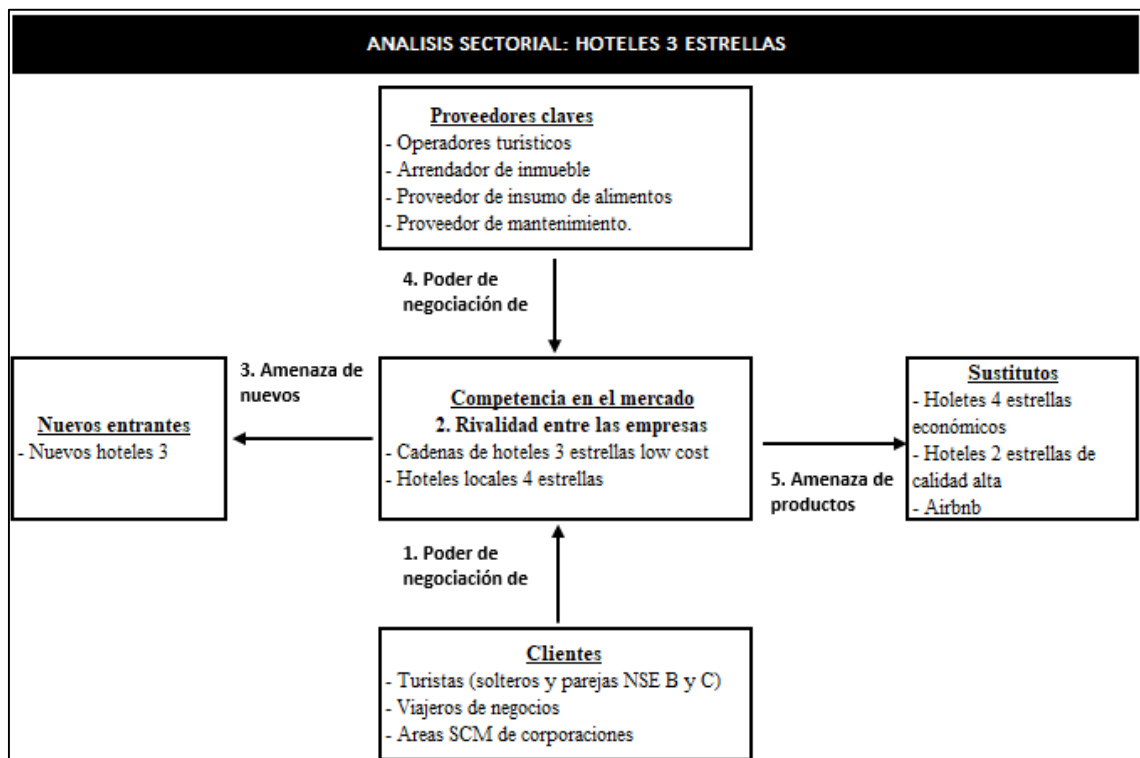 ANALISIS SECTORIAL: HOTELES 3 ESTRELLAS
Proveedores claves
- Operadores turisticos
- Arrendador de inmueble
- Proveedor de insumo de alimentos
- Proveedor de mantenimiento.
4. Poder de
negociación de
3. Amenaza de
nuevos
Nuevos entrantes
- Nuevos hoteles 3
Competencia en el mercado
2. Rivalidad entre las empresas
- Cadenas de hoteles 3 estrellas low cost
- Hoteles locales 4 estrellas
5. Amenaza de
productos
Sustitutos
- Holetes 4 estrellas
económicos
- Hoteles 2 estrellas de
calidad alta
- Airbnb
1. Poder de
negociación de
Clientes
- Turistas (solteros y parejas NSE B y C)
- Viajeros de negocios
- Areas SCM de corporaciones